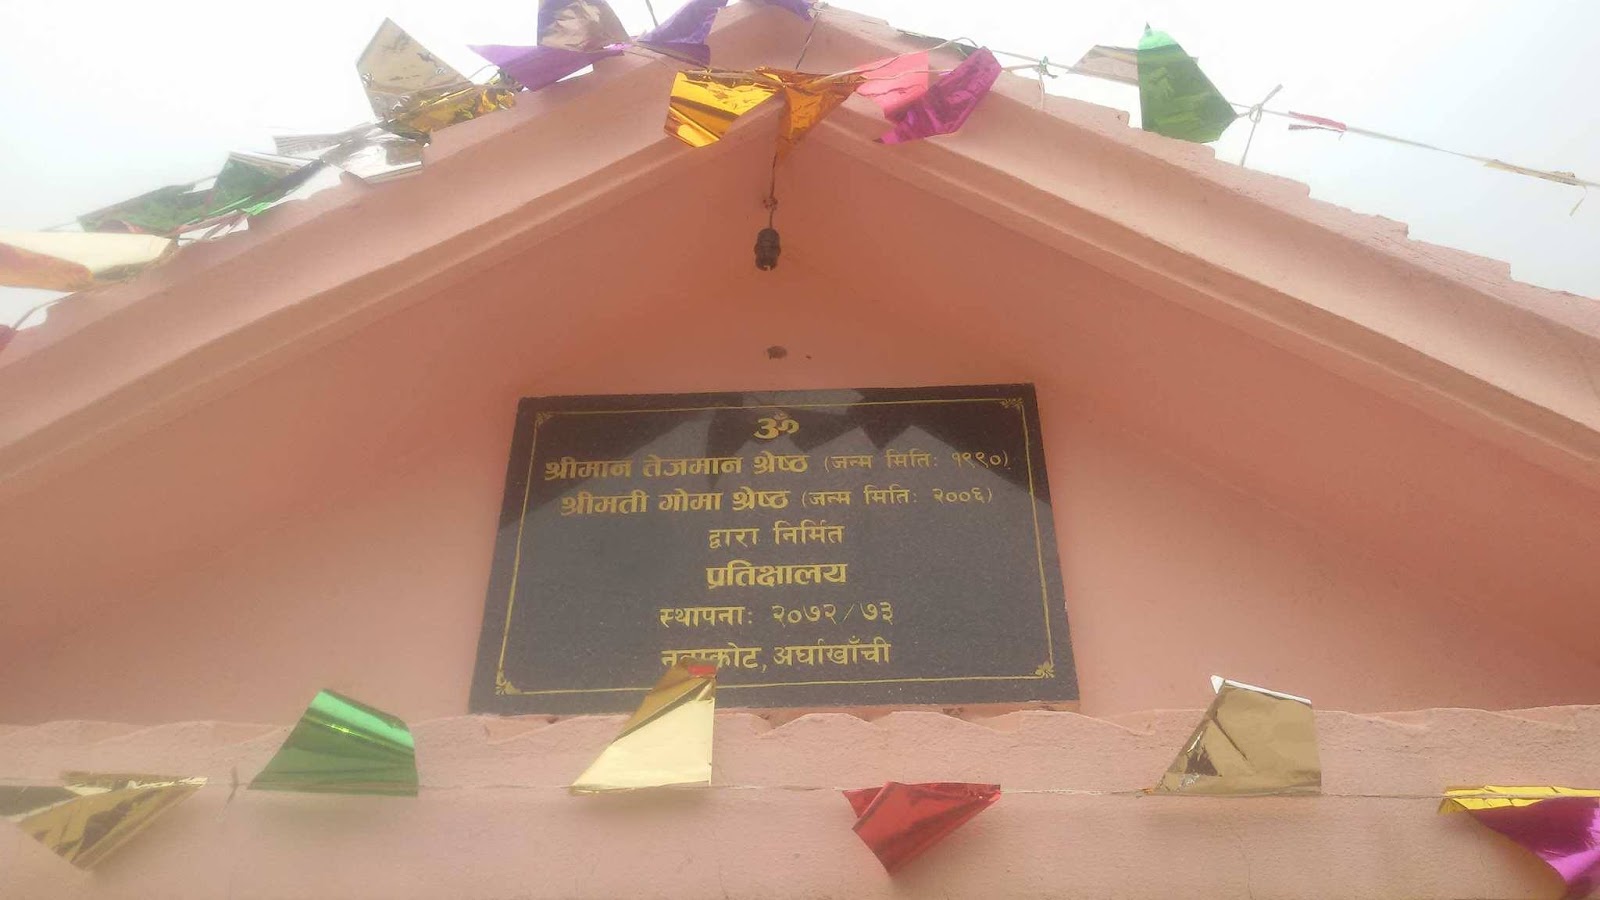 ॐ
श्रीमान तेजमान श्रेष्ठ (जन्म मितिः १९९०)
श्रीमती गोमा श्रेष्ठ (जन्म मितिः २००६)
द्वारा निर्मित
प्रतिक्षालय
स्थापनाः २०७२/७३
अर्घाखाँची